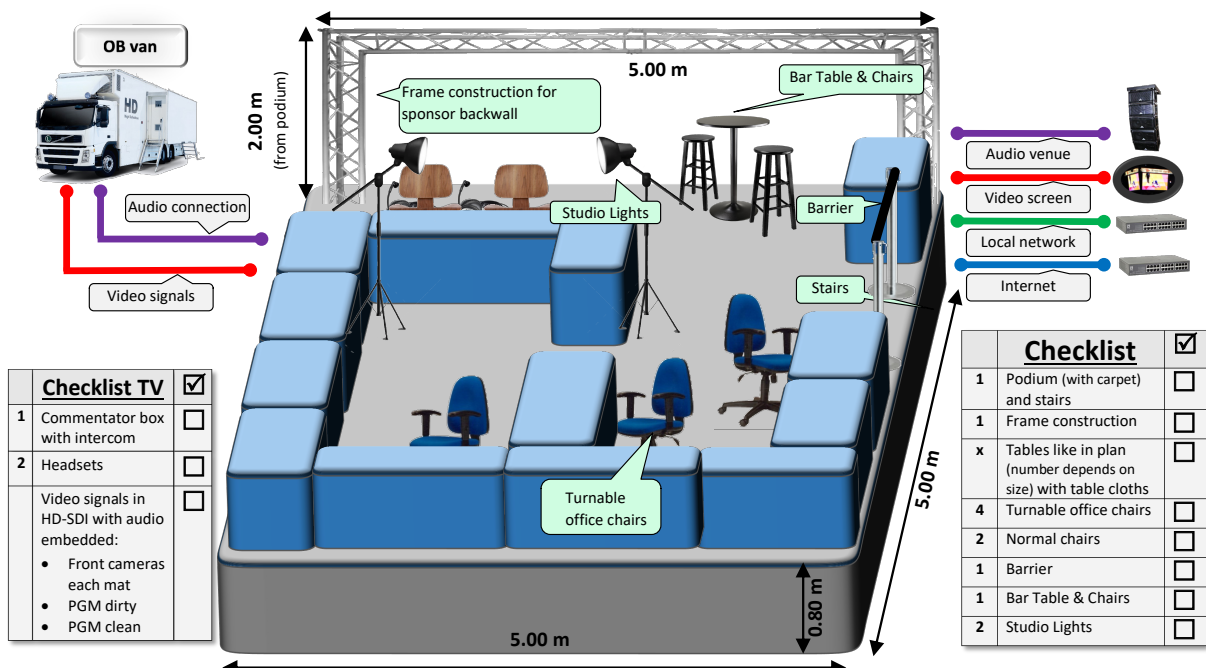 OB van
HD
5.00 m
2.00 m
(from podium)
Frame construction for
sponsor backwall
Bar Table & Chairs
Audio connection
Video signals
Studio Lights
Barrier
Stairs
Audio venue
Video screen
Local network
Internet
Turnable
office chairs
5.00 m
0.80 m
5.00 m
Checklist TV
1 Commentator box
with intercom
2 Headsets
Video signals in
HD-SDI with audio
embedded:
• Front cameras
each mat
• PGM dirty
• PGM clean
Checklist
1 Podium (with carpet)
and stairs
1 Frame construction
x Tables like in plan
(number depends on
size) with table cloths
4 Turnable office chairs
2 Normal chairs
1 Barrier
1 Bar Table & Chairs
2 Studio Lights